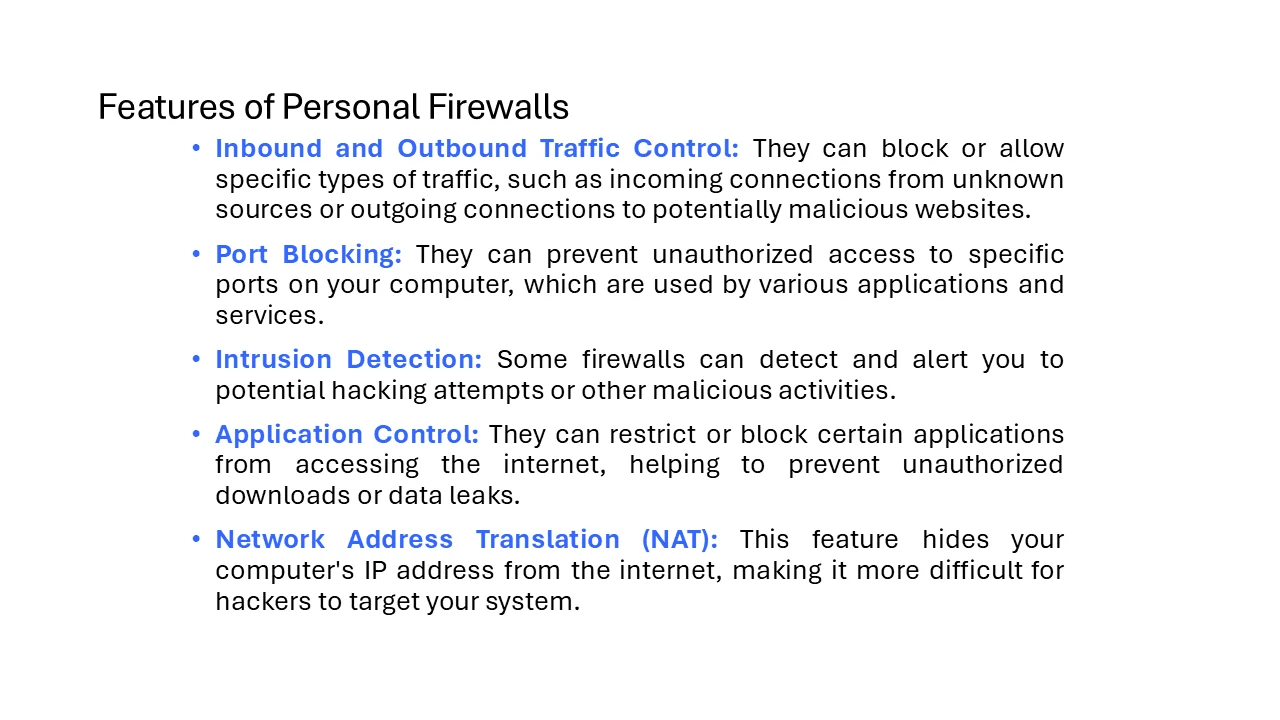 Features of Personal Firewalls
• Inbound and Outbound Traffic Control: They can block or allow
specific types of traffic, such as incoming connections from unknown
sources or outgoing connections to potentially malicious websites.
• Port Blocking: They can prevent unauthorized access to specific
ports on your computer, which are used by various applications and
services.
• Intrusion Detection: Some firewalls can detect and alert you to
potential hacking attempts or other malicious activities.
• Application Control: They can restrict or block certain applications
from accessing the internet, helping to prevent unauthorized
downloads or data leaks.
• Network Address Translation (NAT): This feature hides your
computer's IP address from the internet, making it more difficult for
hackers to target your system.